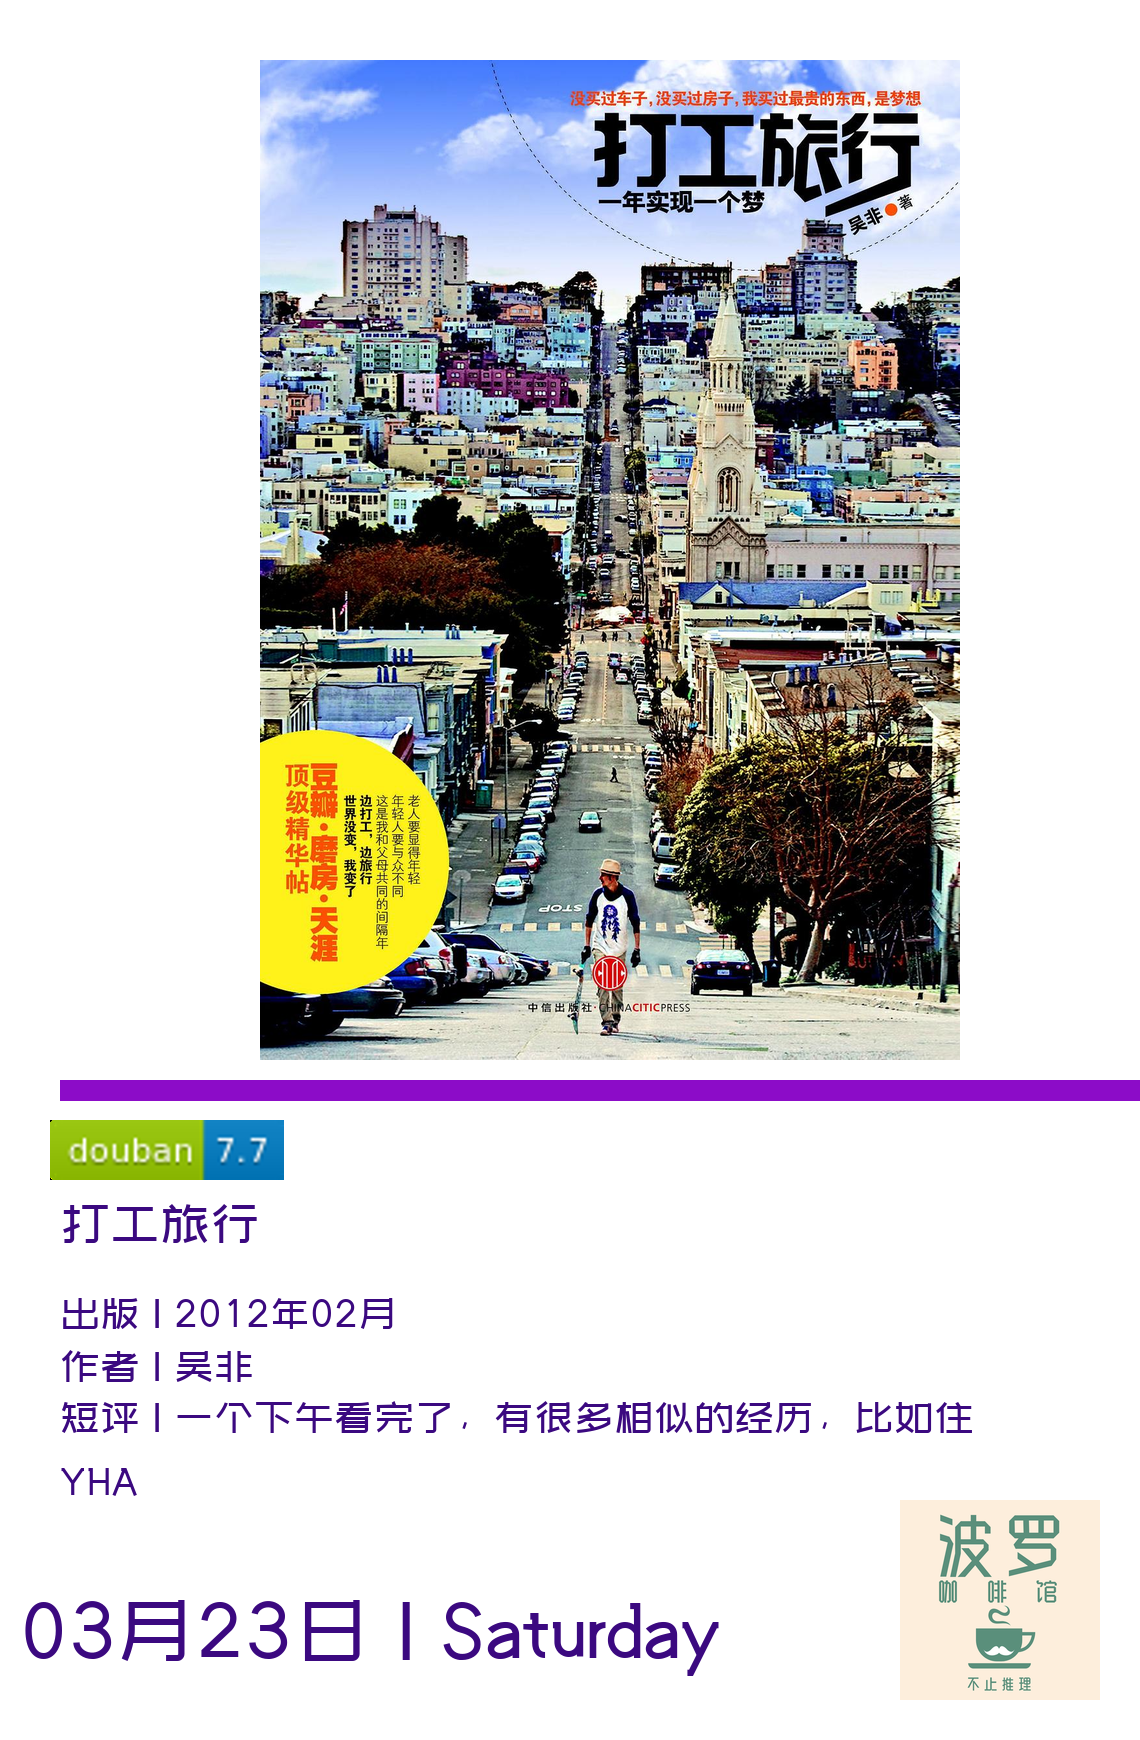 没买过车子，没买过房子，我买过最贵的东西，是梦想
打工旅行
一年实现一个梦
吴非●著
老人要显得年轻
年轻人要与众不同
这是我和父母共同的间隔年
边打工，边旅行
世界没变，我变了
豆瓣·磨房·天涯
顶级精华帖
STOP
中信出版社·CHINACITICPRESS
douban 7.7
打工旅行
出版 | 2012年02月
作者 | 吴非
短评 | 一个下午看完了，有很多相似的经历，比如住
YHA
03月23日 | Saturday
波罗
咖啡馆
不止推理